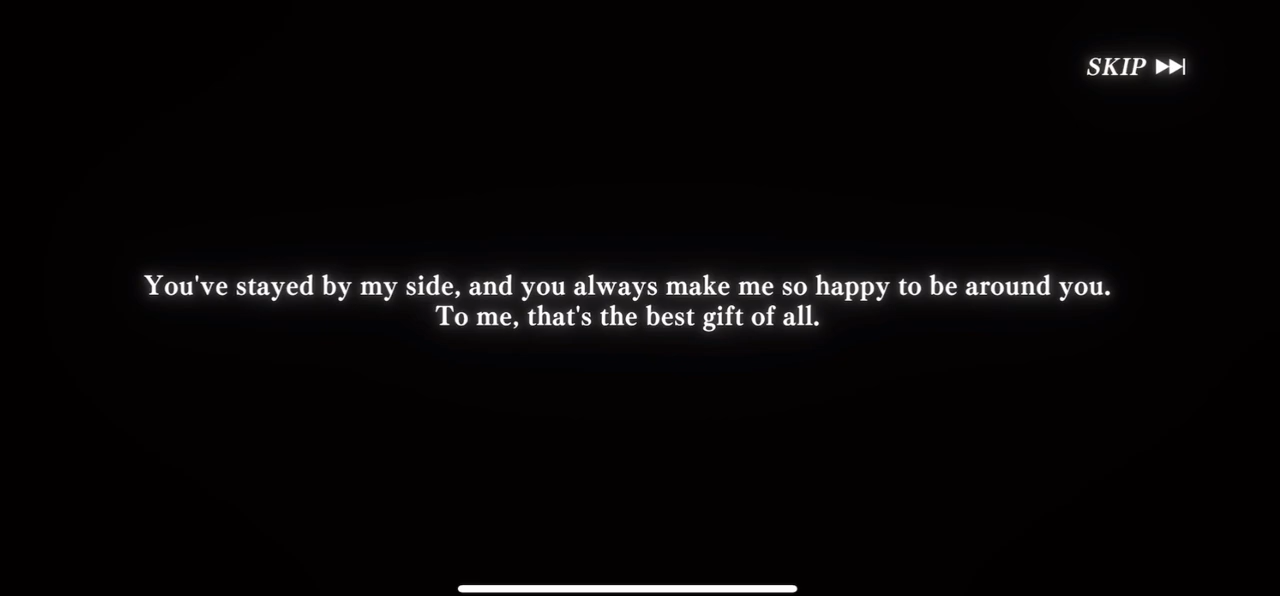 SKIP
You've stayed by my side, and you always make me so happy to be around you.
To me, that's the best gift of all.